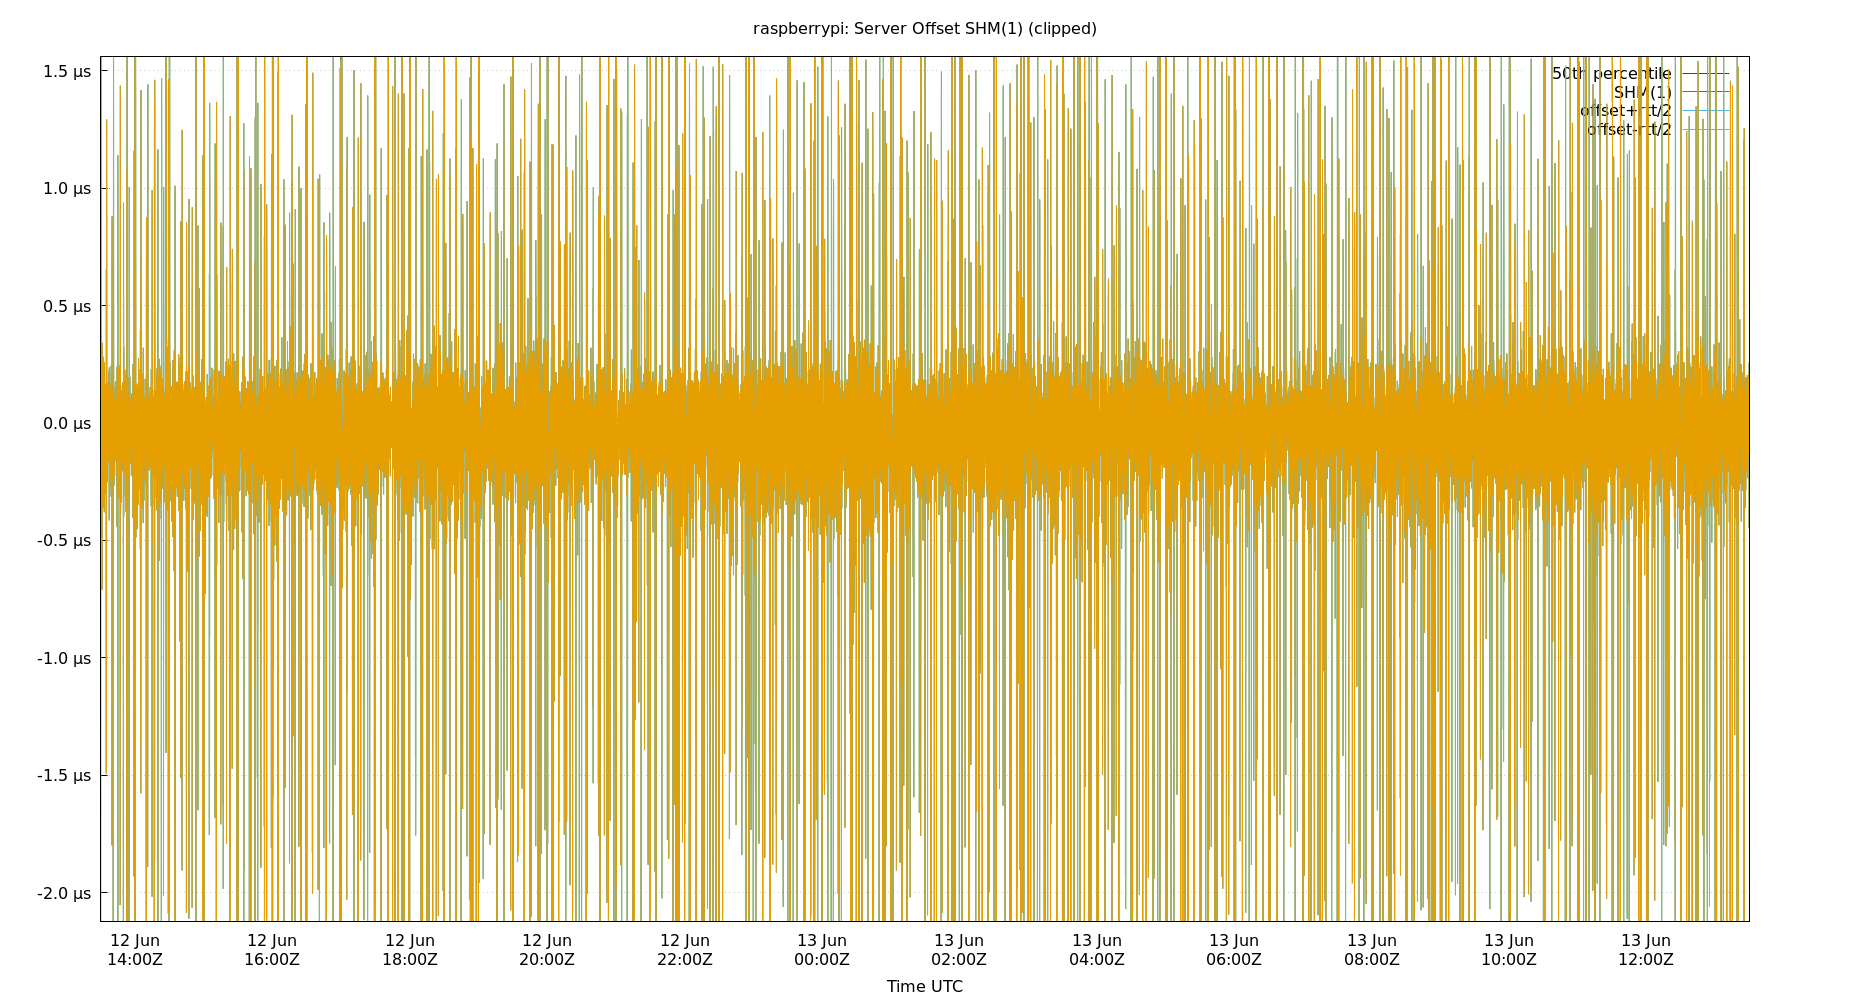 raspberrypi: Server Offset SHM(1) (clipped)
1.5 µs
1.0 µs
0.5 µs
0.0 µs
-0.5 µs
-1.0 µs
-1.5 µs
-2.0 µs
50th percentile
SHM(1)
offset+rtt/2
offset-rtt/2
12 Jun 12 Jun 12 Jun 12 Jun 12 Jun 13 Jun 13 Jun 13 Jun 13 Jun 13 Jun 13 Jun 13 Jun
14:00Z 16:00Z 18:00Z 20:00Z 22:00Z 00:00Z 02:00Z 04:00Z 06:00Z 08:00Z 10:00Z 12:00Z
Time UTC